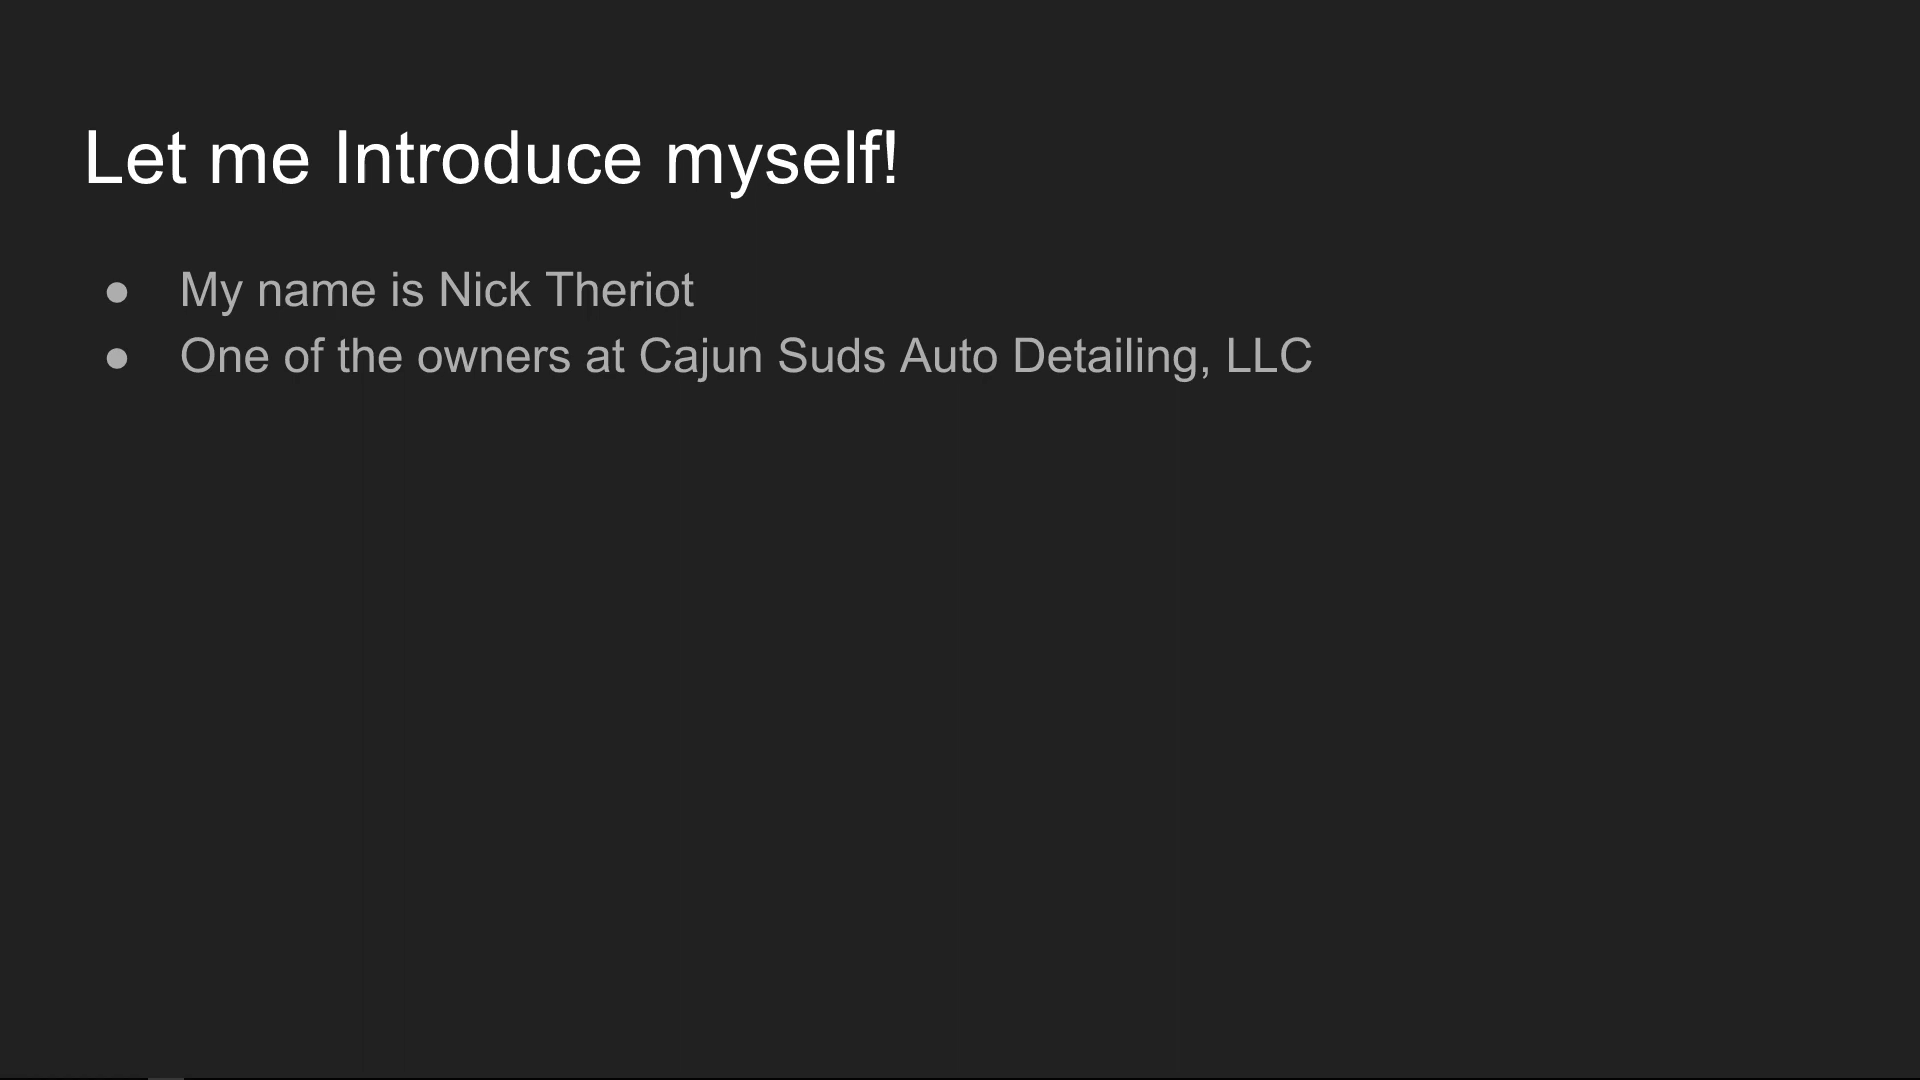 Let me Introduce myself!
● My name is Nick Theriot
● One of the owners at Cajun Suds Auto Detailing, LLC